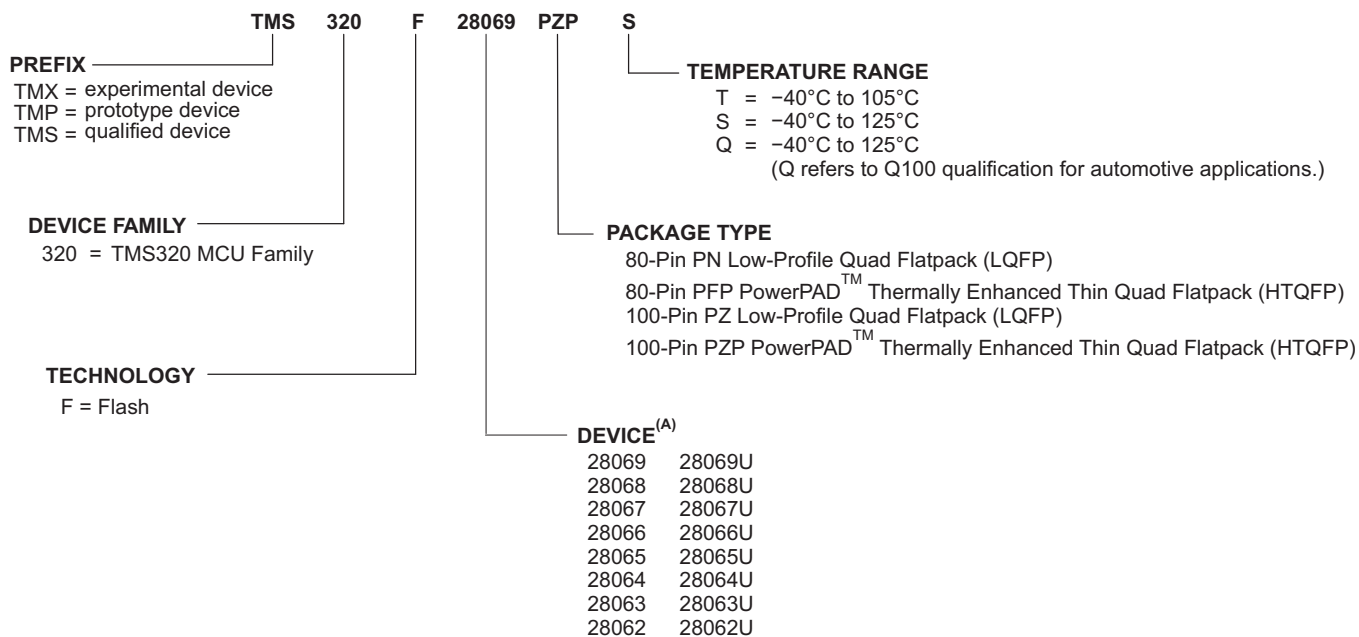 TMS 320 F 28069 PZP S
PREFIX
TMX = experimental device
TMP = prototype device
TMS = qualified device
TEMPERATURE RANGE
T = −40°C to 105°C
S = −40°C to 125°C
Q = −40°C to 125°C
(Q refers to Q100 qualification for automotive applications.)
DEVICE FAMILY
320 = TMS320 MCU Family
PACKAGE TYPE
80-Pin PN Low-Profile Quad Flatpack (LQFP)
80-Pin PFP PowerPAD™ Thermally Enhanced Thin Quad Flatpack (HTQFP)
100-Pin PZ Low-Profile Quad Flatpack (LQFP)
100-Pin PZP PowerPAD™ Thermally Enhanced Thin Quad Flatpack (HTQFP)
TECHNOLOGY
F = Flash
DEVICE(A)
28069 28069U
28068 28068U
28067 28067U
28066 28066U
28065 28065U
28064 28064U
28063 28063U
28062 28062U